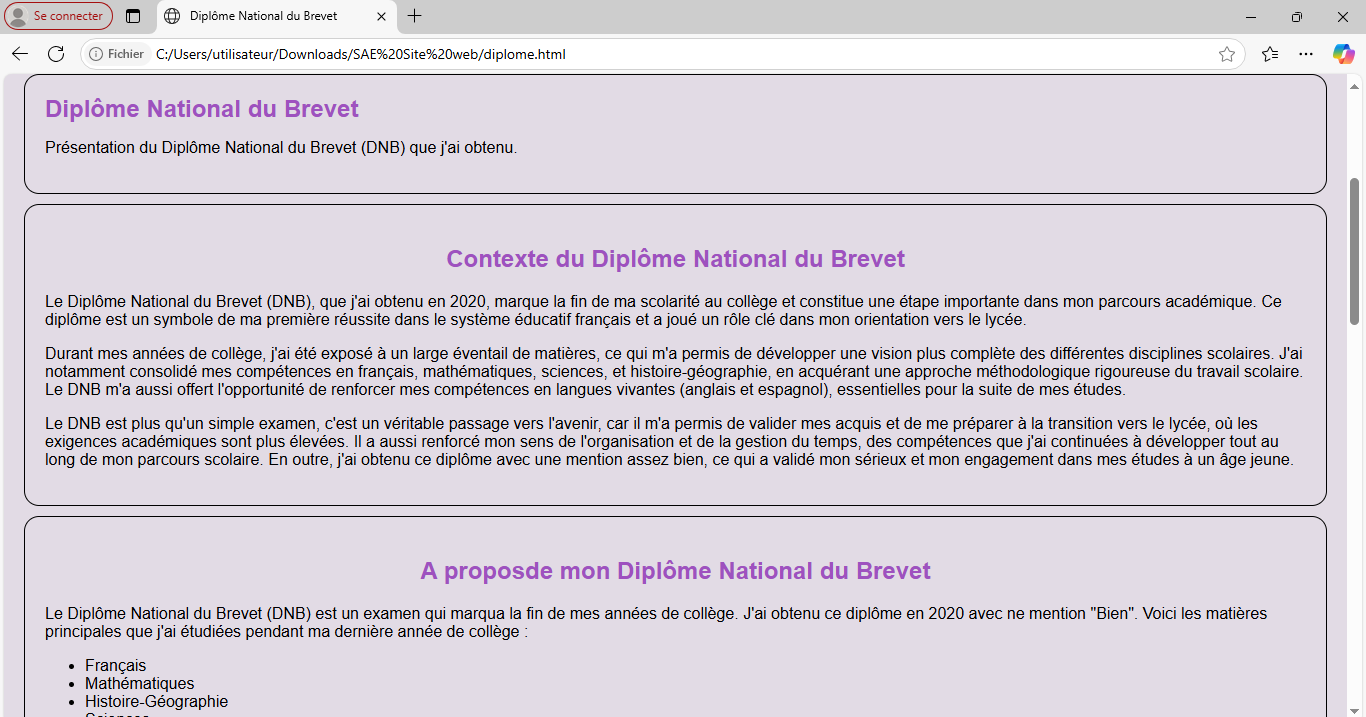 Se connecter
Diplôme National du Brevet
Fichier C:/Users/utilisateur/Downloads/SAE%20Site%20web/diplome.html
Diplôme National du Brevet
Présentation du Diplôme National du Brevet (DNB) que j'ai obtenu.
Contexte du Diplôme National du Brevet
Le Diplôme National du Brevet (DNB), que j'ai obtenu en 2020, marque la fin de ma scolarité au collège et constitue une étape importante dans mon parcours académique. Ce
diplôme est un symbole de ma première réussite dans le système éducatif français et a joué un rôle clé dans mon orientation vers le lycée.
Durant mes années de collège, j'ai été exposé à un large éventail de matières, ce qui m'a permis de développer une vision plus complète des différentes disciplines scolaires. J'ai
notamment consolidé mes compétences en français, mathématiques, sciences, et histoire-géographie, en acquérant une approche méthodologique rigoureuse du travail scolaire.
Le DNB m'a aussi offert l'opportunité de renforcer mes compétences en langues vivantes (anglais et espagnol), essentielles pour la suite de mes études.
Le DNB est plus qu'un simple examen, c'est un véritable passage vers l'avenir, car il m'a permis de valider mes acquis et de me préparer à la transition vers le lycée, où les
exigences académiques sont plus élevées. Il a aussi renforcé mon sens de l'organisation et de la gestion du temps, des compétences que j'ai continuées à développer tout au
long de mon parcours scolaire. En outre, j'ai obtenu ce diplôme avec une mention assez bien, ce qui a validé mon sérieux et mon engagement dans mes études à un âge jeune.
A proposde mon Diplôme National du Brevet
Le Diplôme National du Brevet (DNB) est un examen qui marqua la fin de mes années de collège. J'ai obtenu ce diplôme en 2020 avec ne mention "Bien". Voici les matières
principales que j'ai étudiées pendant ma dernière année de collège :
Français
Mathématiques
Histoire-Géographie
Sciences